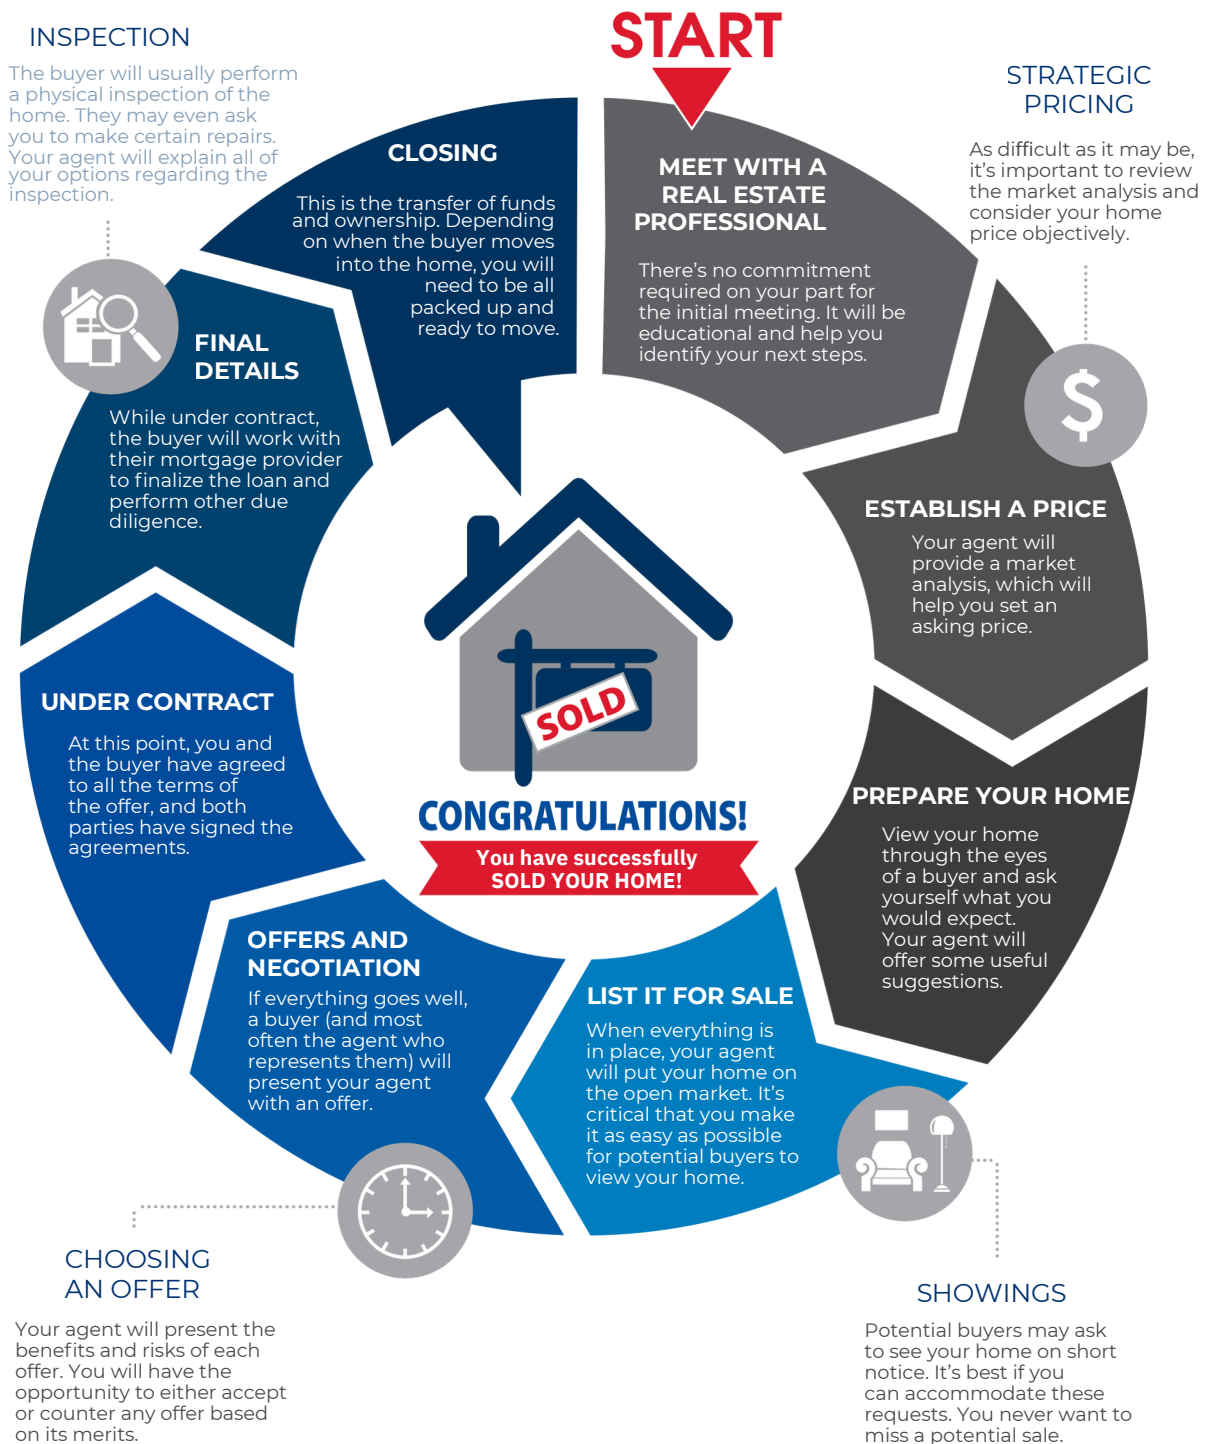 START
MEET WITH A
REAL ESTATE
PROFESSIONAL
There's no commitment
required on your part for
the initial meeting. It will be
educational and help you
identify your next steps.
STRATEGIC
PRICING
As difficult as it may be,
it's important to review
the market analysis and
consider your home
price objectively.
$
ESTABLISH A PRICE
Your agent will
provide a market
analysis, which will
help you set an
asking price.
PREPARE YOUR HOME
View your home
through the eyes
of a buyer and ask
yourself what you
would expect.
Your agent will
offer some useful
suggestions.
LIST IT FOR SALE
When everything is
in place, your agent
will put your home on
the open market. It's
critical that you make
it as easy as possible
for potential buyers to
view your home.
SHOWINGS
Potential buyers may ask
to see your home on short
notice. It's best if you
can accommodate these
requests. You never want to
miss a potential sale.
OFFERS AND
NEGOTIATION
If everything goes well,
a buyer (and most
often the agent who
represents them) will
present your agent
with an offer.
CHOOSING
AN OFFER
Your agent will present the
benefits and risks of each
offer. You will have the
opportunity to either accept
or counter any offer based
on its merits.
UNDER CONTRACT
At this point, you and
the buyer have agreed
to all the terms of
the offer, and both
parties have signed the
agreements.
FINAL
DETAILS
While under contract,
the buyer will work with
their mortgage provider
to finalize the loan and
perform other due
diligence.
INSPECTION
The buyer will usually perform
a physical inspection of the
home. They may even ask
you to make certain repairs.
Your agent will explain all of
your options regarding the
inspection.
CLOSING
This is the transfer of funds
and ownership. Depending
on when the buyer moves
into the home, you will
need to be all
packed up and
ready to move.
SOLD
CONGRATULATIONS!
You have successfully
SOLD YOUR HOME!